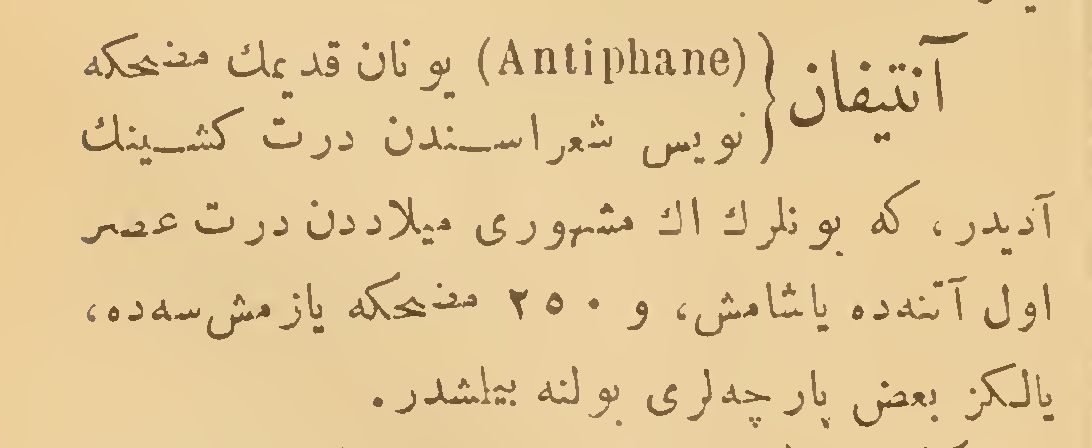 آنتیفان {(Antiphane) یونان قدیمك مضحكه
نویس شعراسندن درت كشینك
آدیدر، كه بونلرك اك مشهوری میلاددن درت عصر
اول آتنه‌ده یاشامش، و ۲۵۰ مضحكه یازمش‌سه‌ده،
یالكز بعض پارچه‌لری بولنه بیلشدر.